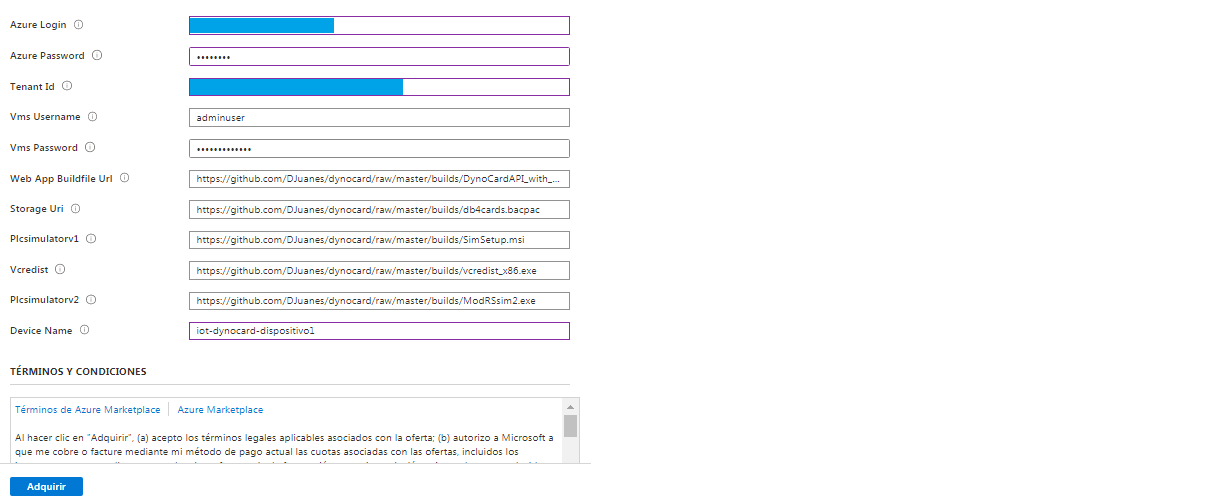 Azure Login
Azure Password ••••••••
Tenant Id
Vms Username adminuser
Vms Password •••••••••••••
Web App Buildfile Url https://github.com/DJuanes/dynocard/raw/master/builds/DynoCardAPI_with_...
Storage Uri https://github.com/DJuanes/dynocard/raw/master/builds/db4cards.bacpac
Plcsimulatorv1 https://github.com/DJuanes/dynocard/raw/master/builds/SimSetup.msi
Vcredist https://github.com/DJuanes/dynocard/raw/master/builds/vcredist_x86.exe
Plcsimulatorv2 https://github.com/DJuanes/dynocard/raw/master/builds/ModRSsim2.exe
Device Name iot-dynocard-dispositivo1
TÉRMINOS Y CONDICIONES
Términos de Azure Marketplace | Azure Marketplace
Al hacer clic en "Adquirir", (a) acepto los términos legales aplicables asociados con la oferta; (b) autorizo a Microsoft a
que me cobre o facture mediante mi método de pago actual las cuotas asociadas con las ofertas, incluidos los
Adquirir